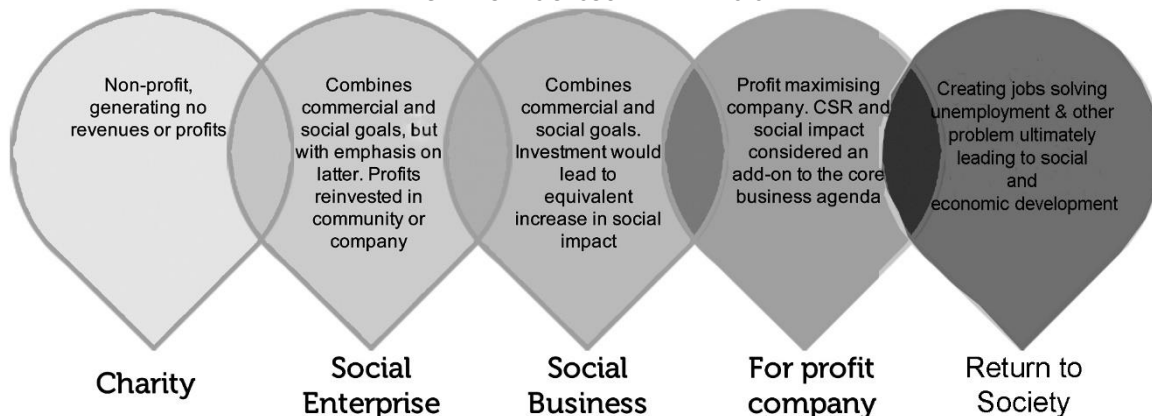 Non-profit,
generating no
revenues or profits
Combines
commercial and
social goals, but
with emphasis on
latter. Profits
reinvested in
community or
company
Combines
commercial and
social goals.
Investment would
lead to
equivalent
increase in social
impact
Profit maximising
company. CSR and
social impact
considered an
add-on to the core
business agenda
Creating jobs solving
unemployment & other
problem ultimately
leading to social
and
economic development
Charity
Social
Enterprise
Social
Business
For profit
company
Return to
Society